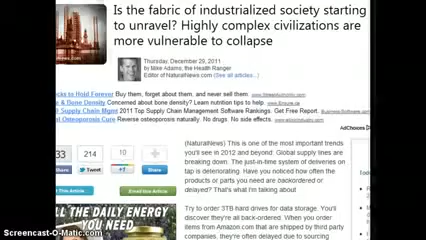 Is the fabric of industrialized society starting
to unravel? Highly complex civilizations are
more vulnerable to collapse
Thursday, December 29, 2011
by Mike Adams, the Health Ranger
Editor of NaturalNews.com (See all articles...)
cks to Hold Forever Buy them, forget about them, and never sell them.
e & Bone Density Concerned about bone density? Learn nutrition tips to help.
Supply Chain Mgmt 2011 Top Supply Chain Management Software Rankings. Get Free Report.
al Osteoporosis Cure Reverse osteoporosis naturally. No drugs. No side effects.
AdChoices
33
214
10
Tweet
+1
Share
this Article...
Email this Article
(NaturalNews) This is one of the most important
trends you'll see in 2012 and beyond. Global supply lines are
breaking down. The just-in-time system of deliveries on
tap is deteriorating. Have you noticed how often the
products or parts you need are backordered or
delayed? That's what I'm talking about
Try to order 3TB hard drives for data storage. You'll
discover they're all back-ordered. When you order
items from Amazon.com that are shipped by third party
companies, they're often delayed due to sourcing
ALL THE DAILY ENERGY
YOU NEED
Screencast-O-Matic.com